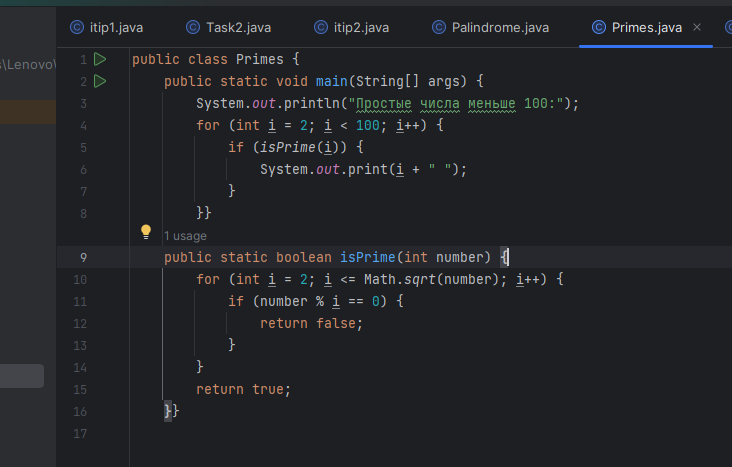 itip1.java Task2.java itip2.java Palindrome.java Primes.java
s\Lenovo\
1 public class Primes {
2     public static void main(String[] args) {
3         System.out.println("Простые числа меньше 100:");
4         for (int i = 2; i < 100; i++) {
5             if (isPrime(i)) {
6                 System.out.print(i + " ");
7             }
8         }}
1 usage
9     public static boolean isPrime(int number) {
10         for (int i = 2; i <= Math.sqrt(number); i++) {
11             if (number % i == 0) {
12                 return false;
13             }
14         }
15         return true;
16     }}
17